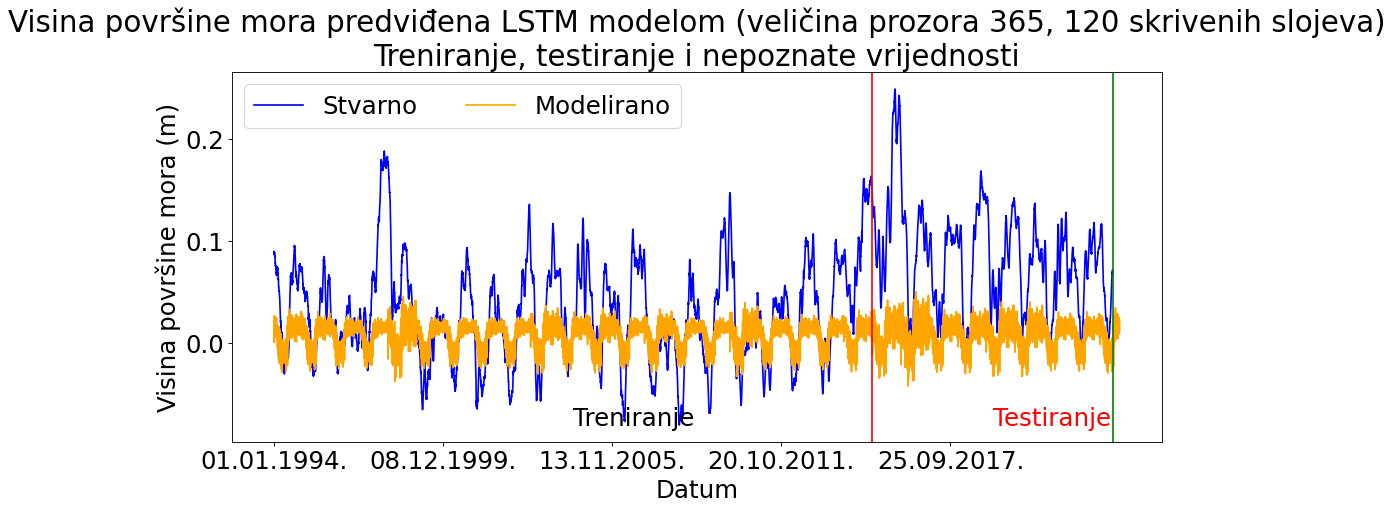 Visina površine mora predviđena LSTM modelom (veličina prozora 365, 120 skrivenih slojeva)
Treniranje, testiranje i nepoznate vrijednosti
Stvarno
Modelirano
Visina površine mora (m)
0.2
0.1
0.0
Treniranje
Testiranje
01.01.1994.
08.12.1999.
13.11.2005.
20.10.2011.
25.09.2017.
Datum